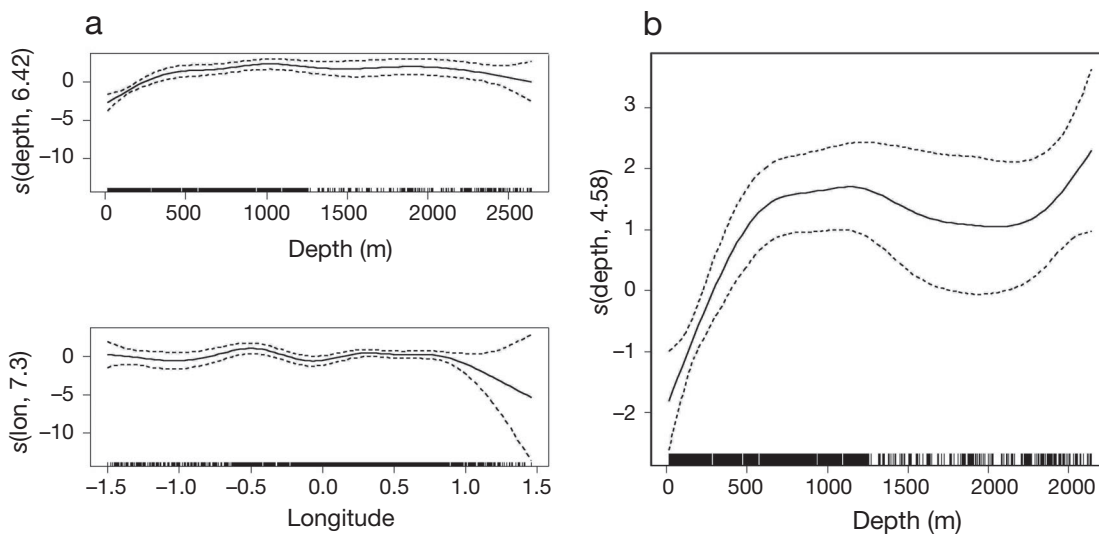 a
s(depth, 6.42)
0
−5
−10
0 500 1000 1500 2000 2500
Depth (m)
s(lon, 7.3)
0
−5
−10
−1.5 −1.0 −0.5 0.0 0.5 1.0 1.5
Longitude
b
s(depth, 4.58)
3
2
1
0
−1
−2
0 500 1000 1500 2000 2500
Depth (m)